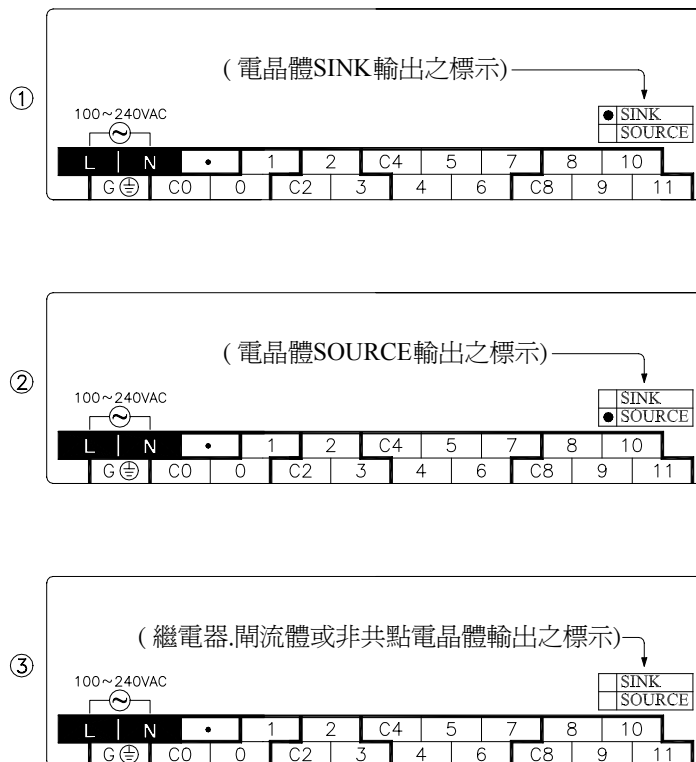 ①
( 電晶體SINK輸出之標示)
100~240VAC
● SINK
SOURCE
L N • 1 2 C4 5 7 8 10
G C0 0 C2 3 4 6 C8 9 11
②
( 電晶體SOURCE輸出之標示)
100~240VAC
SINK
● SOURCE
L N • 1 2 C4 5 7 8 10
G C0 0 C2 3 4 6 C8 9 11
③
( 繼電器.閘流體或非共點電晶體輸出之標示)
100~240VAC
SINK
SOURCE
L N • 1 2 C4 5 7 8 10
G C0 0 C2 3 4 6 C8 9 11